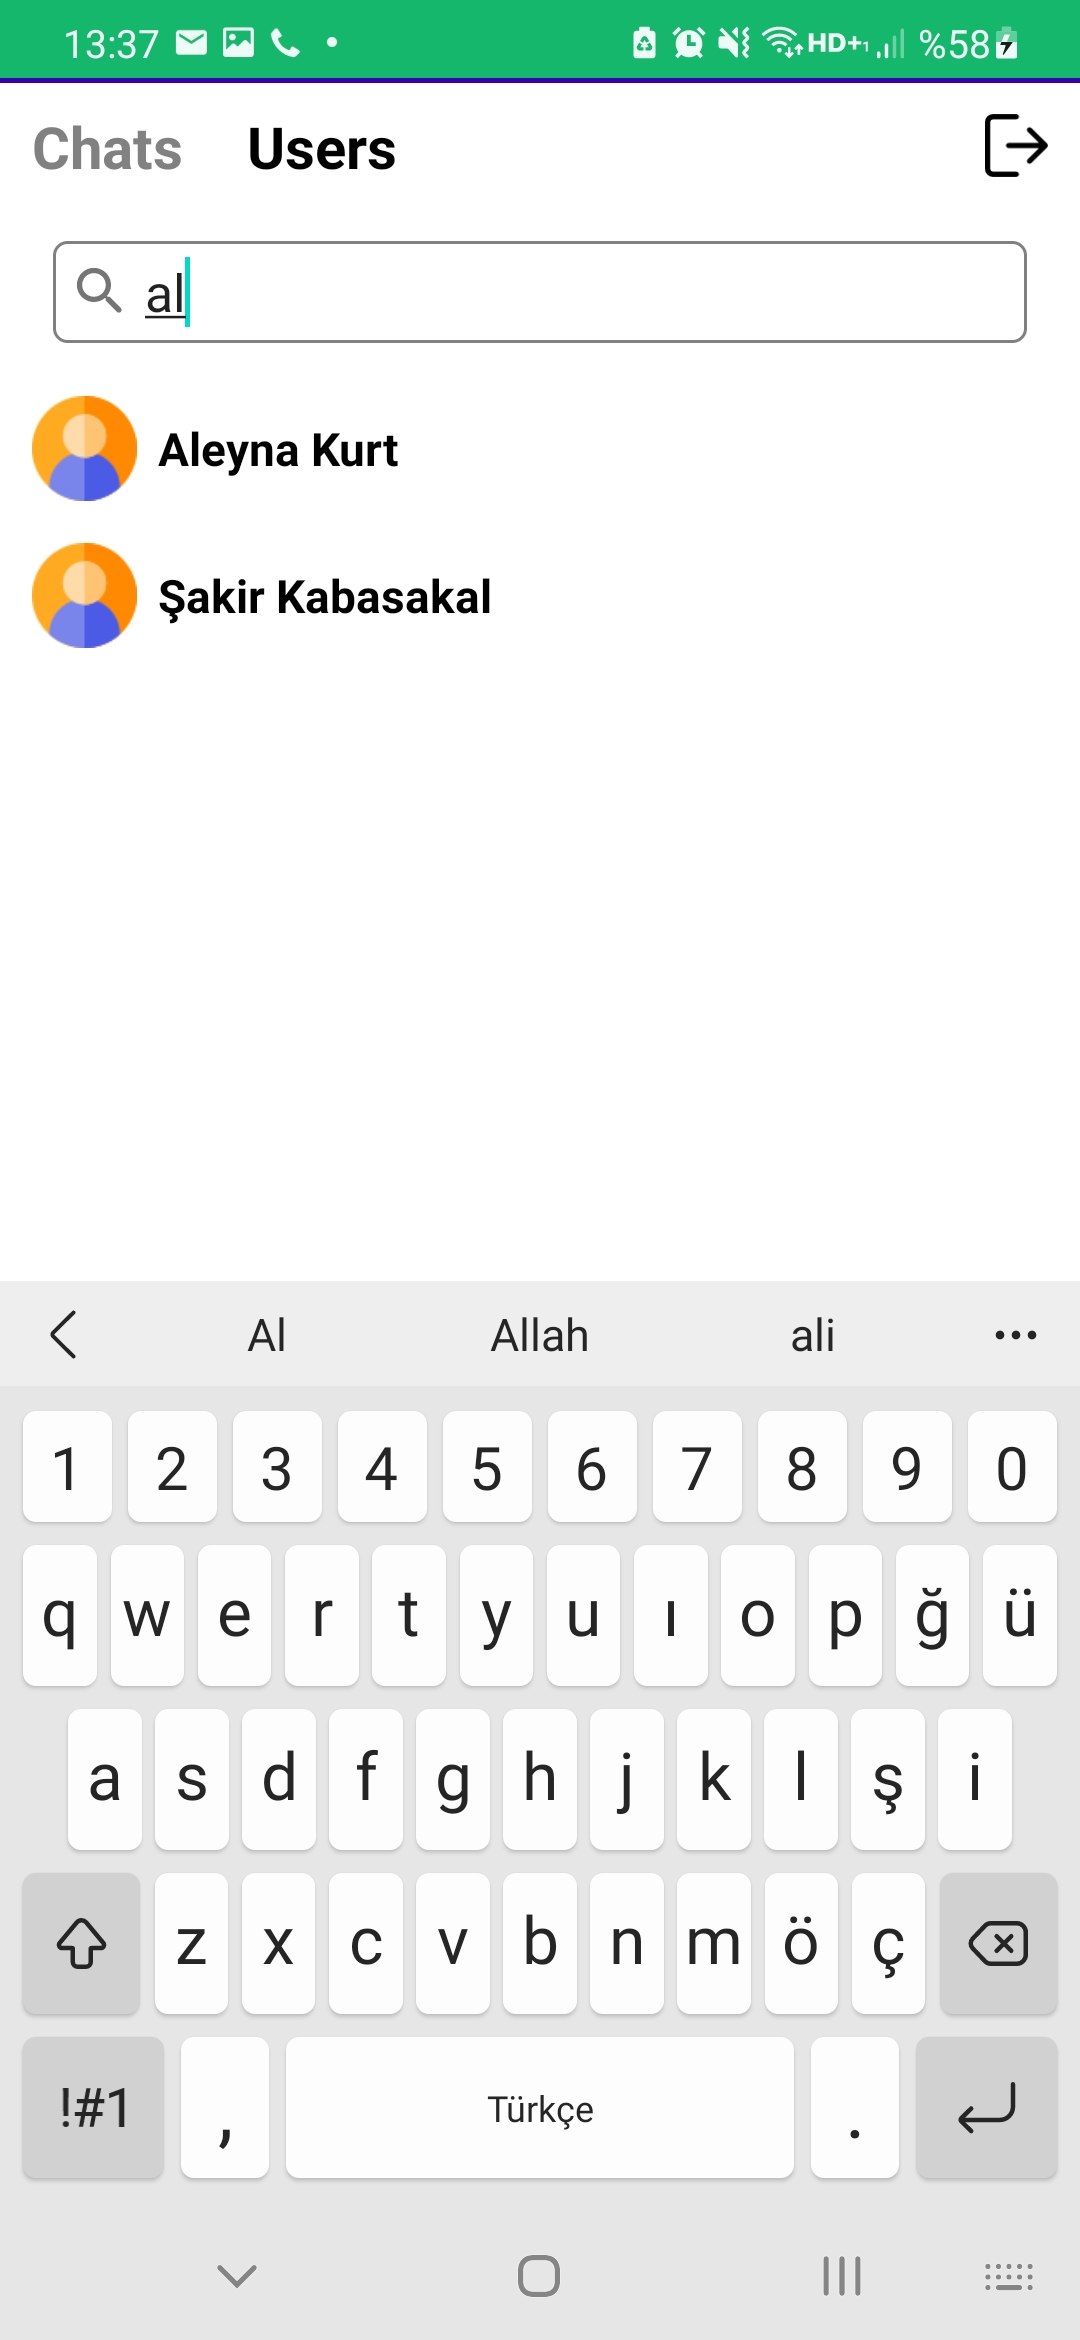 13:37 HD+1 %58
Chats Users
al
Aleyna Kurt
Şakir Kabasakal
Al Allah ali
1 2 3 4 5 6 7 8 9 0
q w e r t y u ı o p ğ ü
a s d f g h j k l ş i
z x c v b n m ö ç
!#1 , Türkçe .